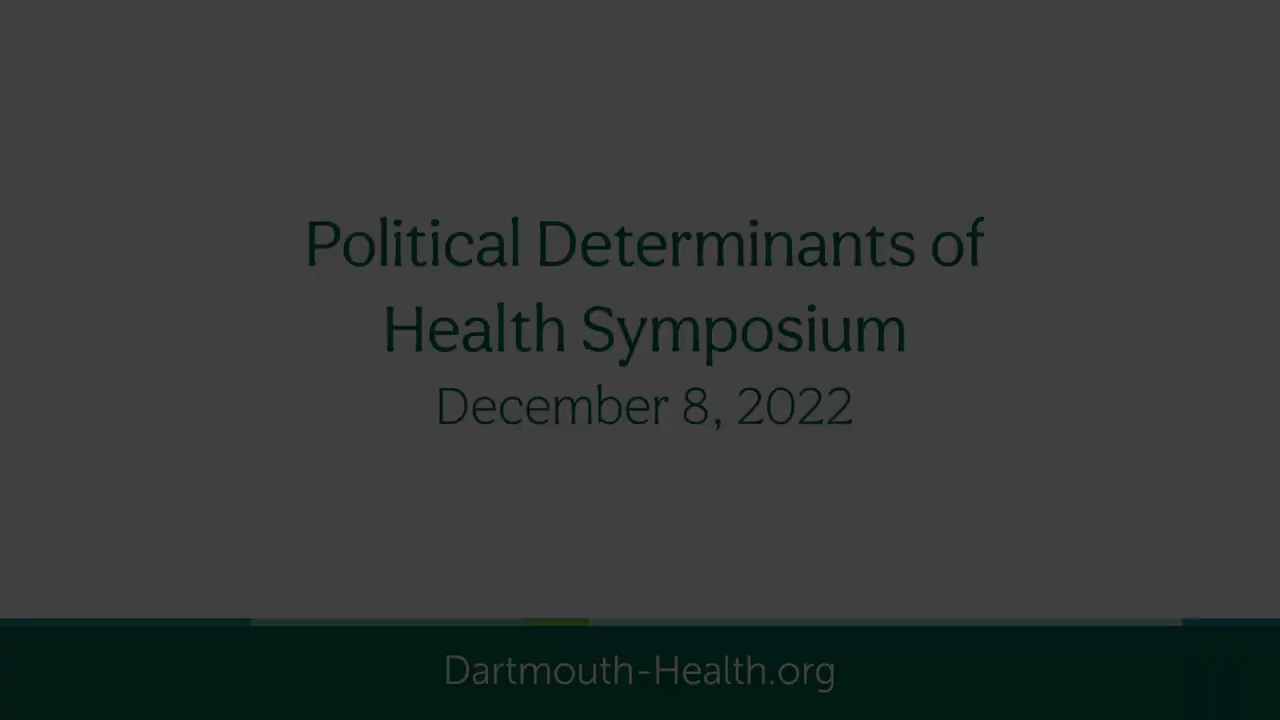 Political Determinants of
Health Symposium
December 8, 2022
Dartmouth-Health.org